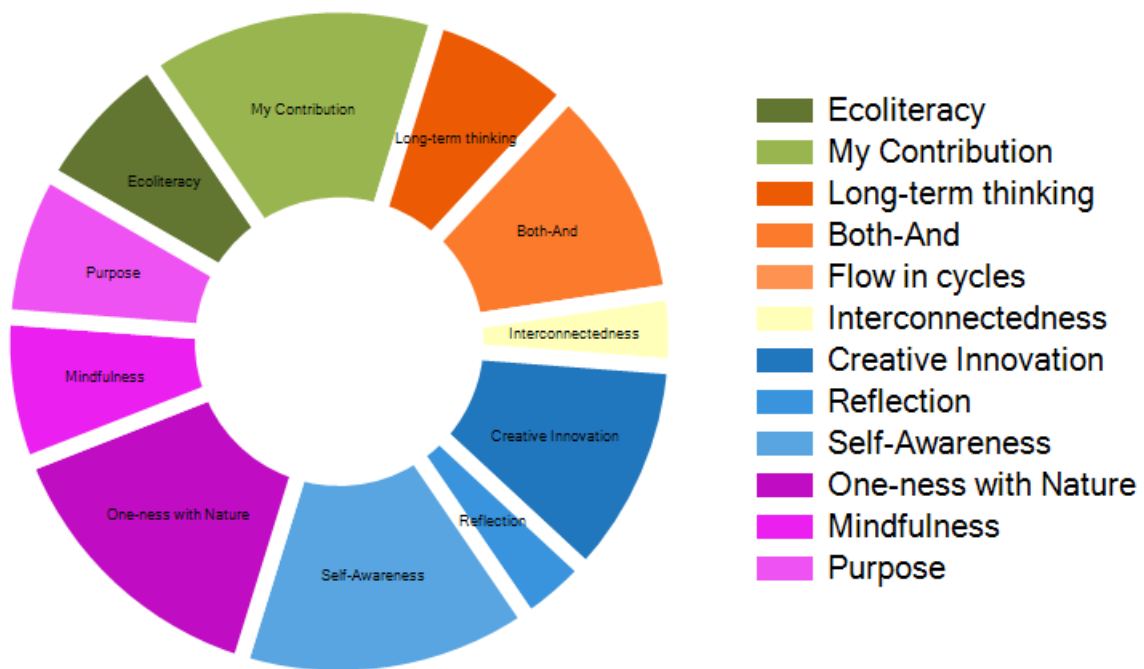 My Contribution
Long-term thinking
Ecoliteracy
Both-And
Purpose
Interconnectedness
Mindfulness
Creative Innovation
One-ness with Nature
Reflection
Self-Awareness
Ecoliteracy
My Contribution
Long-term thinking
Both-And
Flow in cycles
Interconnectedness
Creative Innovation
Reflection
Self-Awareness
One-ness with Nature
Mindfulness
Purpose